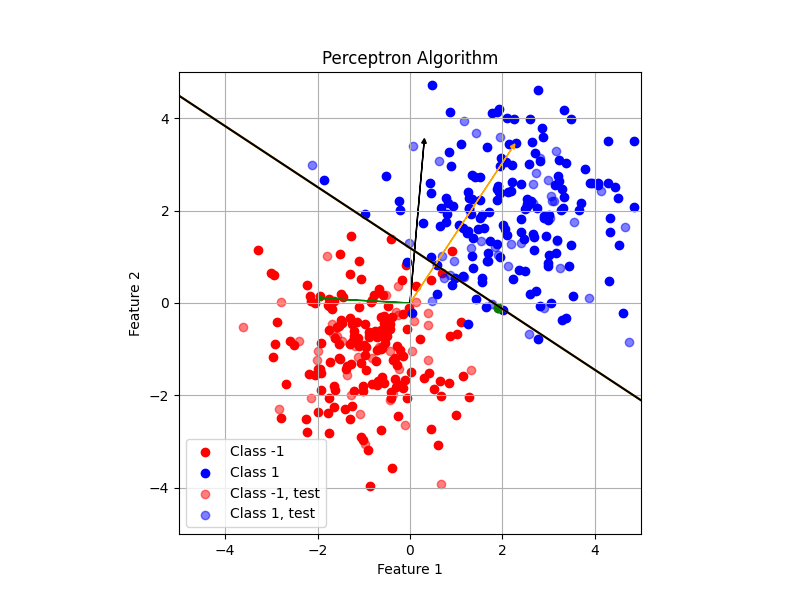 Perceptron Algorithm
Feature 2
4
2
0
−2
−4
Class -1
Class 1
Class -1, test
Class 1, test
−4 −2 0 2 4
Feature 1